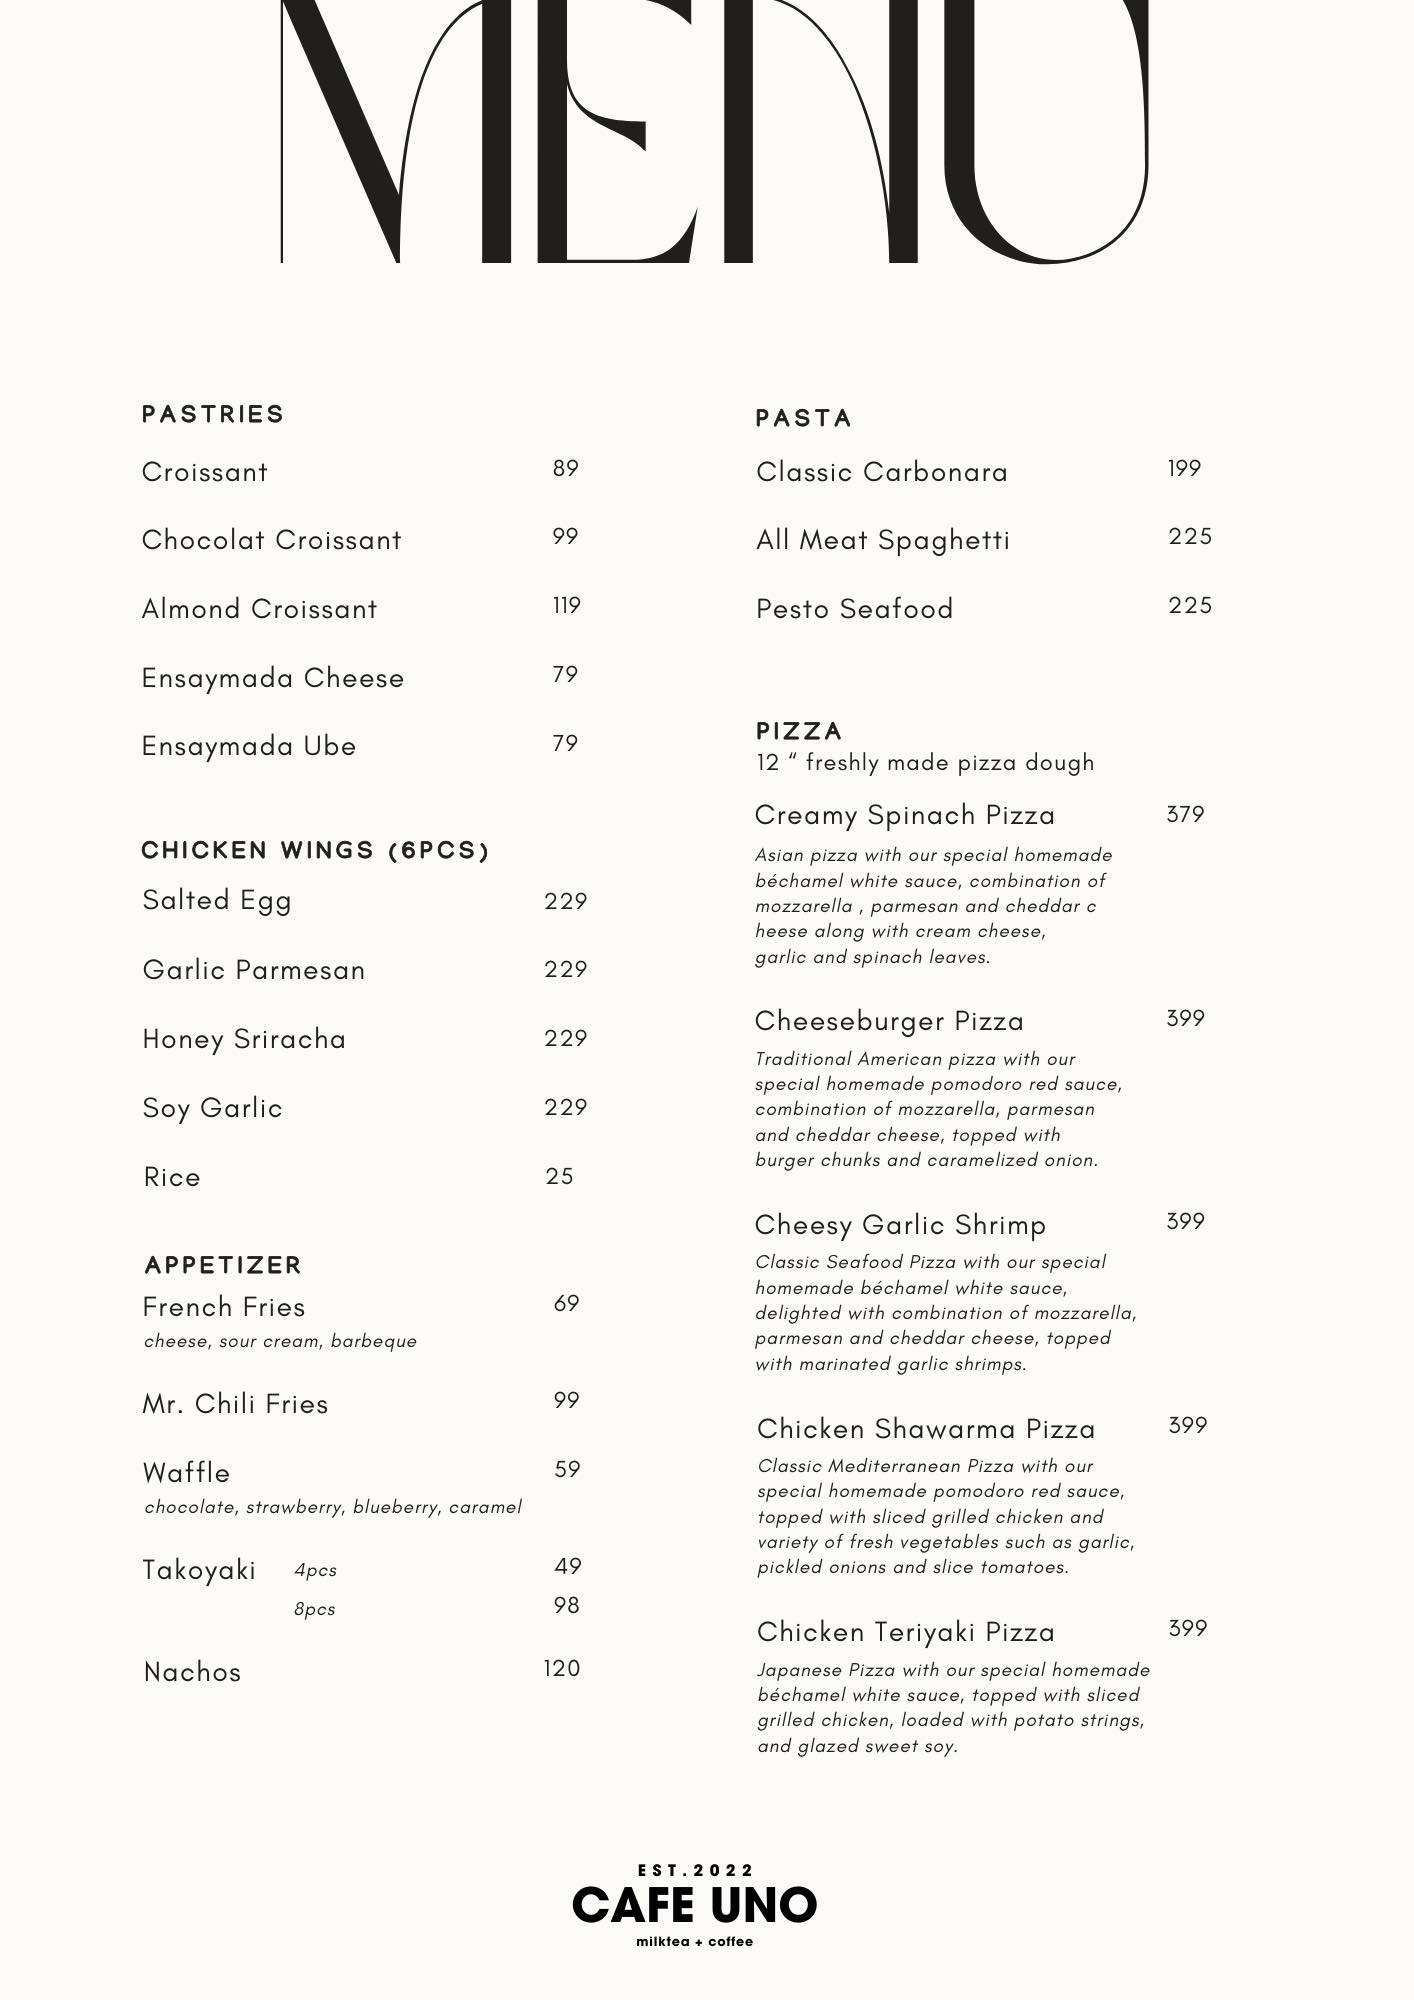 MENU
PASTRIES
Croissant 89
Chocolat Croissant 99
Almond Croissant 119
Ensaymada Cheese 79
Ensaymada Ube 79
CHICKEN WINGS (6PCS)
Salted Egg 229
Garlic Parmesan 229
Honey Sriracha 229
Soy Garlic 229
Rice 25
APPETIZER
French Fries 69
cheese, sour cream, barbeque
Mr. Chili Fries 99
Waffle 59
chocolate, strawberry, blueberry, caramel
Takoyaki 4pcs 49
8pcs 98
Nachos 120
PASTA
Classic Carbonara 199
All Meat Spaghetti 225
Pesto Seafood 225
PIZZA
12 “ freshly made pizza dough
Creamy Spinach Pizza 379
Asian pizza with our special homemade
béchamel white sauce, combination of
mozzarella , parmesan and cheddar c
heese along with cream cheese,
garlic and spinach leaves.
Cheeseburger Pizza 399
Traditional American pizza with our
special homemade pomodoro red sauce,
combination of mozzarella, parmesan
and cheddar cheese, topped with
burger chunks and caramelized onion.
Cheesy Garlic Shrimp 399
Classic Seafood Pizza with our special
homemade béchamel white sauce,
delighted with combination of mozzarella,
parmesan and cheddar cheese, topped
with marinated garlic shrimps.
Chicken Shawarma Pizza 399
Classic Mediterranean Pizza with our
special homemade pomodoro red sauce,
topped with sliced grilled chicken and
variety of fresh vegetables such as garlic,
pickled onions and slice tomatoes.
Chicken Teriyaki Pizza 399
Japanese Pizza with our special homemade
béchamel white sauce, topped with sliced
grilled chicken, loaded with potato strings,
and glazed sweet soy.
EST.2022
CAFE UNO
milktea + coffee